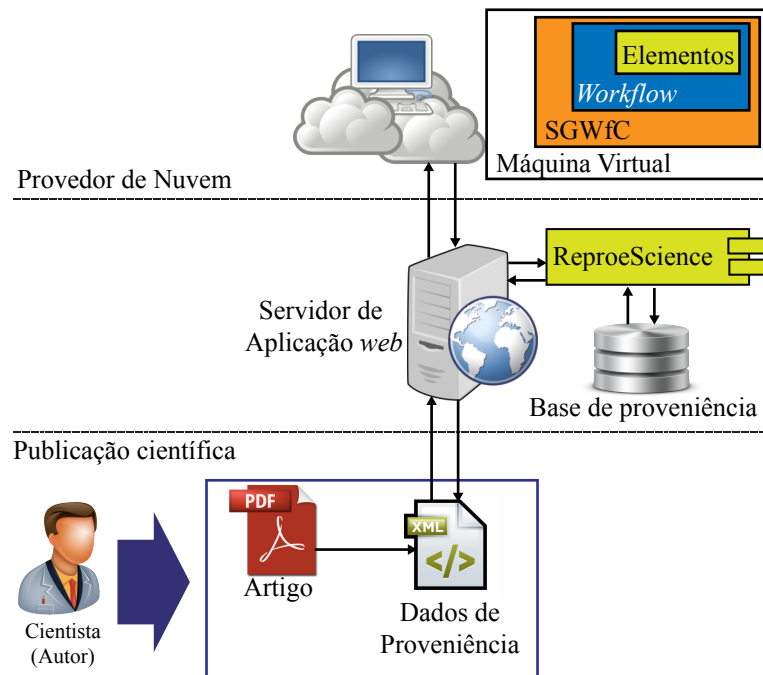 Elementos
Workflow
SGWfC
Máquina Virtual
Provedor de Nuvem
ReproeScience
Servidor de
Aplicação web
Base de proveniência
Publicação científica
PDF
XML
</>
Artigo
Dados de
Proveniência
Cientista
(Autor)